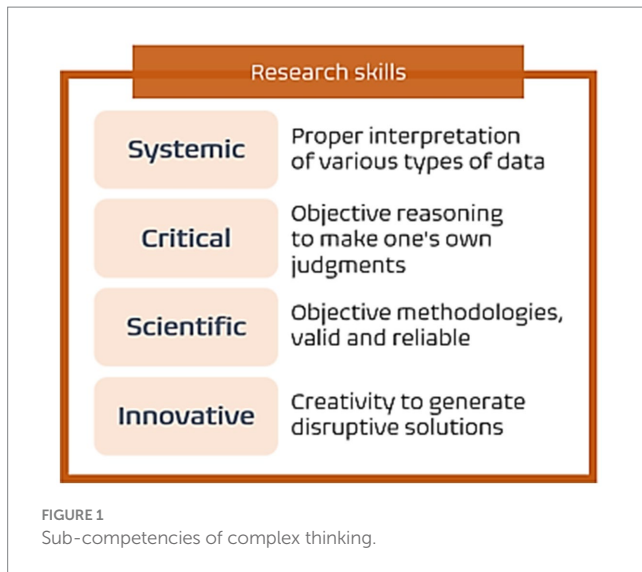 Research skills
Systemic
Proper interpretation
of various types of data
Critical
Objective reasoning
to make one's own
judgments
Scientific
Objective methodologies,
valid and reliable
Innovative
Creativity to generate
disruptive solutions
FIGURE 1
Sub-competencies of complex thinking.